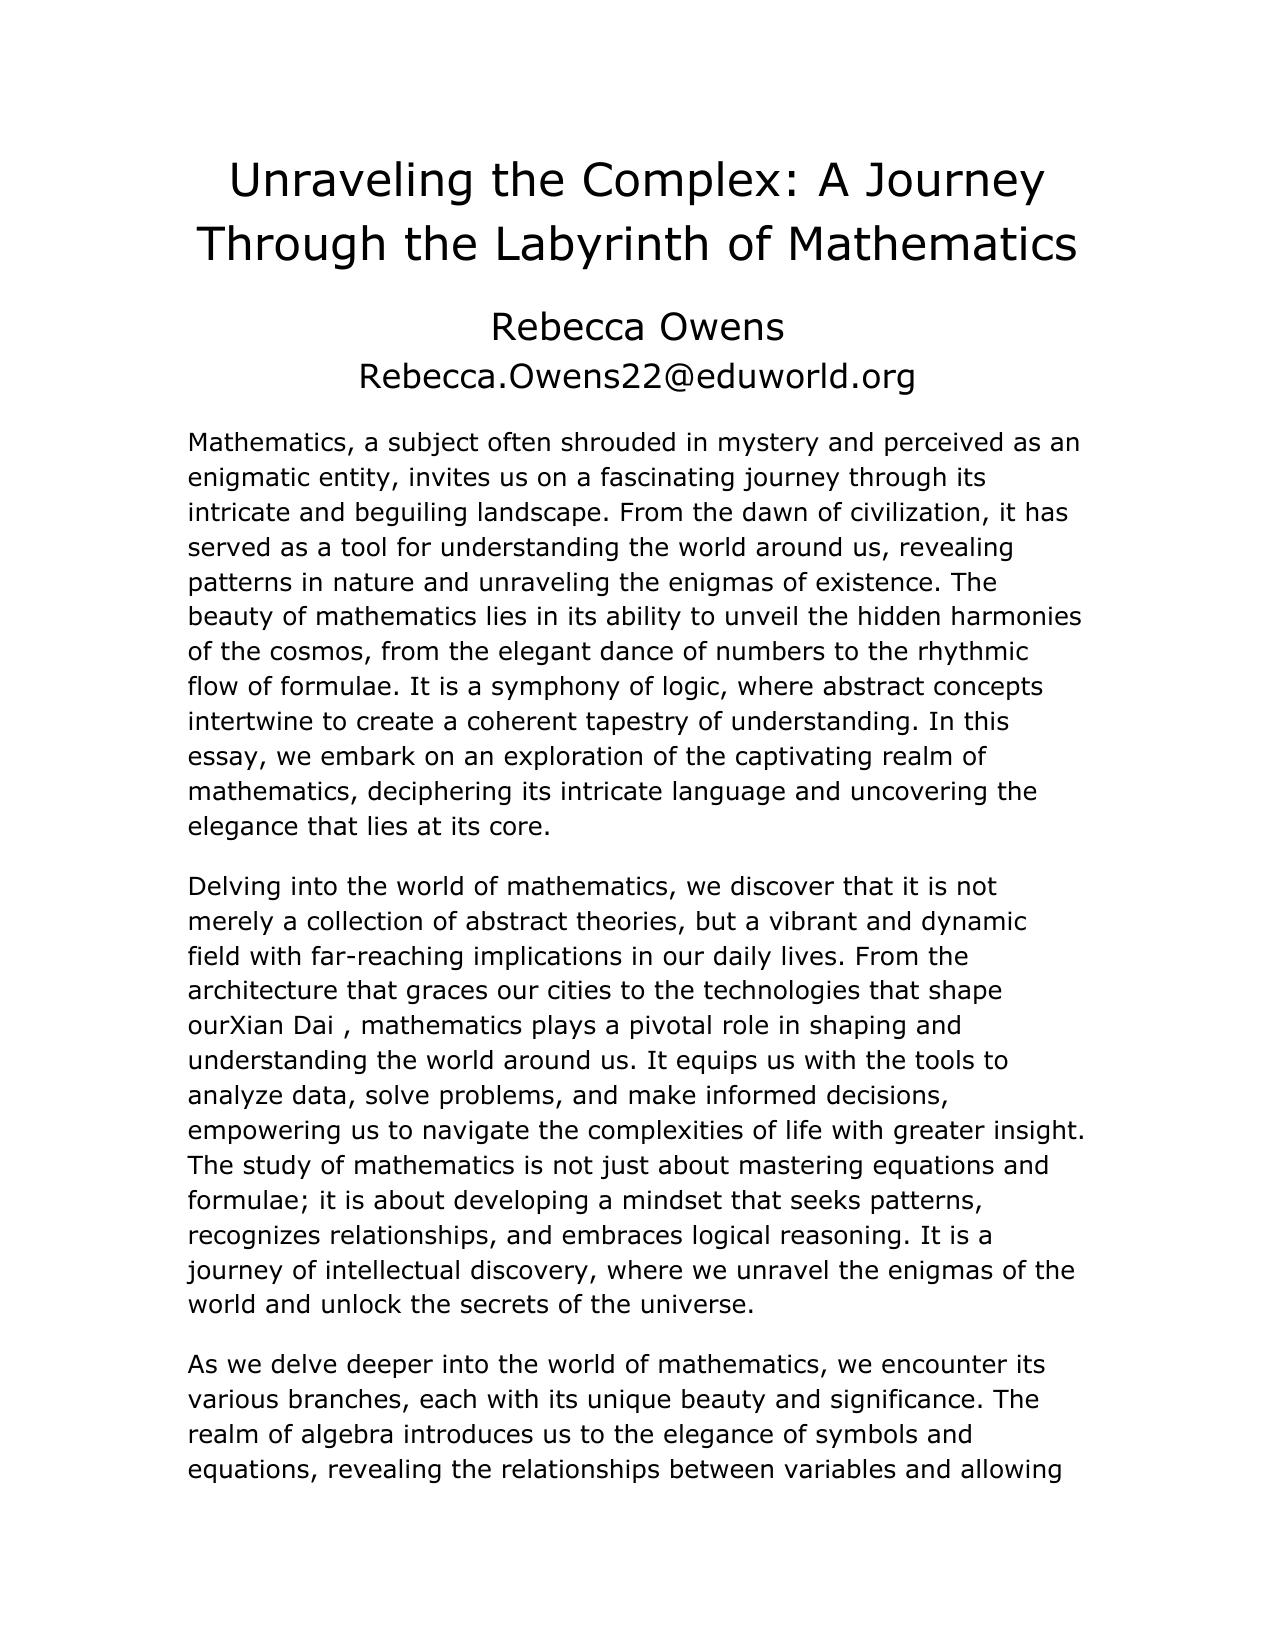 Unraveling the Complex: A Journey
Through the Labyrinth of Mathematics
Rebecca Owens
Rebecca.Owens22@eduworld.org
Mathematics, a subject often shrouded in mystery and perceived as an
enigmatic entity, invites us on a fascinating journey through its
intricate and beguiling landscape. From the dawn of civilization, it has
served as a tool for understanding the world around us, revealing
patterns in nature and unraveling the enigmas of existence. The
beauty of mathematics lies in its ability to unveil the hidden harmonies
of the cosmos, from the elegant dance of numbers to the rhythmic
flow of formulae. It is a symphony of logic, where abstract concepts
intertwine to create a coherent tapestry of understanding. In this
essay, we embark on an exploration of the captivating realm of
mathematics, deciphering its intricate language and uncovering the
elegance that lies at its core.
Delving into the world of mathematics, we discover that it is not
merely a collection of abstract theories, but a vibrant and dynamic
field with far-reaching implications in our daily lives. From the
architecture that graces our cities to the technologies that shape
ourXian Dai , mathematics plays a pivotal role in shaping and
understanding the world around us. It equips us with the tools to
analyze data, solve problems, and make informed decisions,
empowering us to navigate the complexities of life with greater insight.
The study of mathematics is not just about mastering equations and
formulae; it is about developing a mindset that seeks patterns,
recognizes relationships, and embraces logical reasoning. It is a
journey of intellectual discovery, where we unravel the enigmas of the
world and unlock the secrets of the universe.
As we delve deeper into the world of mathematics, we encounter its
various branches, each with its unique beauty and significance. The
realm of algebra introduces us to the elegance of symbols and
equations, revealing the relationships between variables and allowing